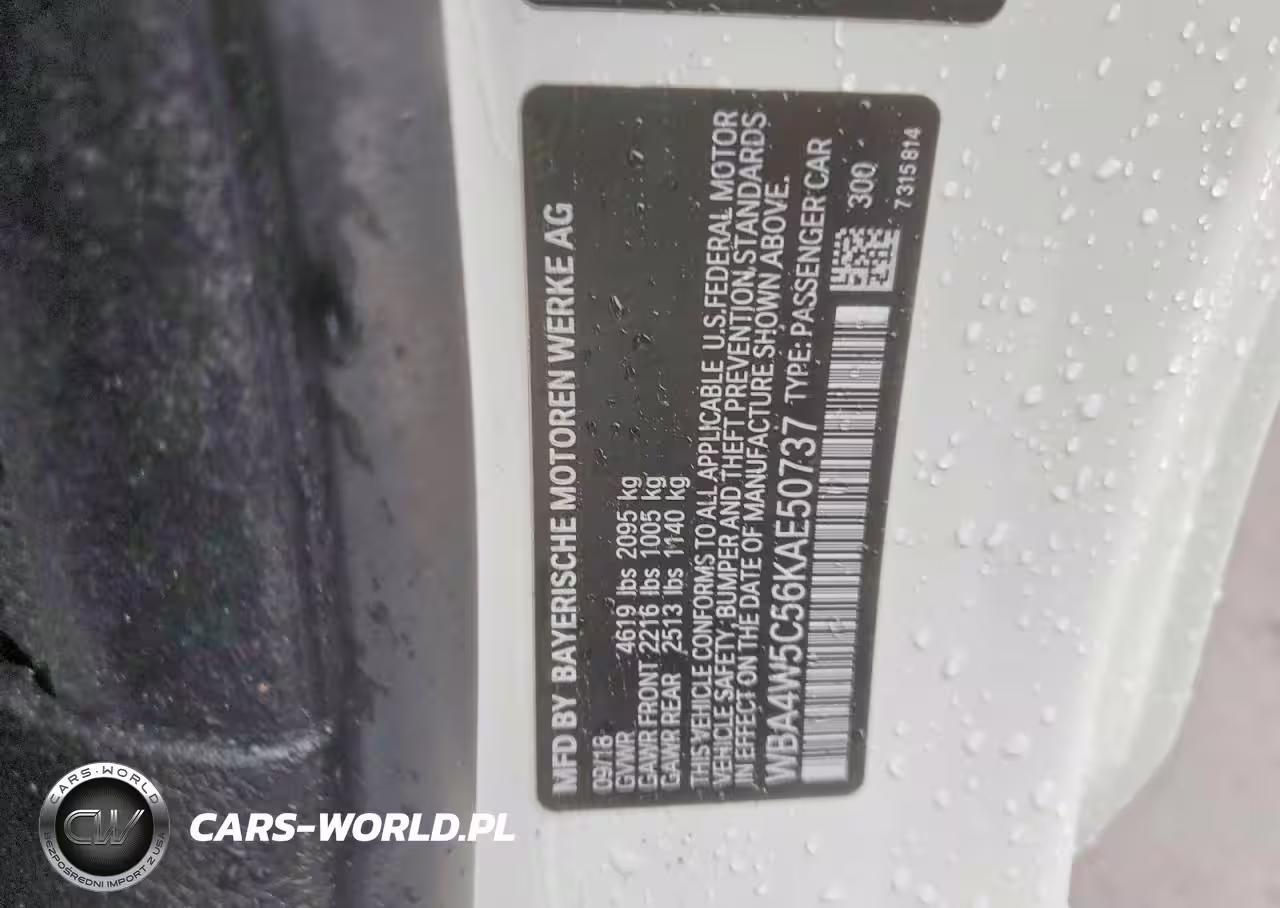 MFD BY BAYERISCHE MOTOREN WERKE AG
09/18
GVWR 4619 lbs 2095 kg
GAWR FRONT 2216 lbs 1005 kg
GAWR REAR 2513 lbs 1140 kg
THIS VEHICLE CONFORMS TO ALL APPLICABLE U.S. FEDERAL MOTOR
VEHICLE SAFETY, BUMPER AND THEFT PREVENTION STANDARDS
IN EFFECT ON THE DATE OF MANUFACTURE SHOWN ABOVE.
WBA4W5C56KAE50737 TYPE: PASSENGER CAR
300
7315814
CARS-WORLD
CW
BEZPOŚREDNI IMPORT Z USA
CARS-WORLD.PL